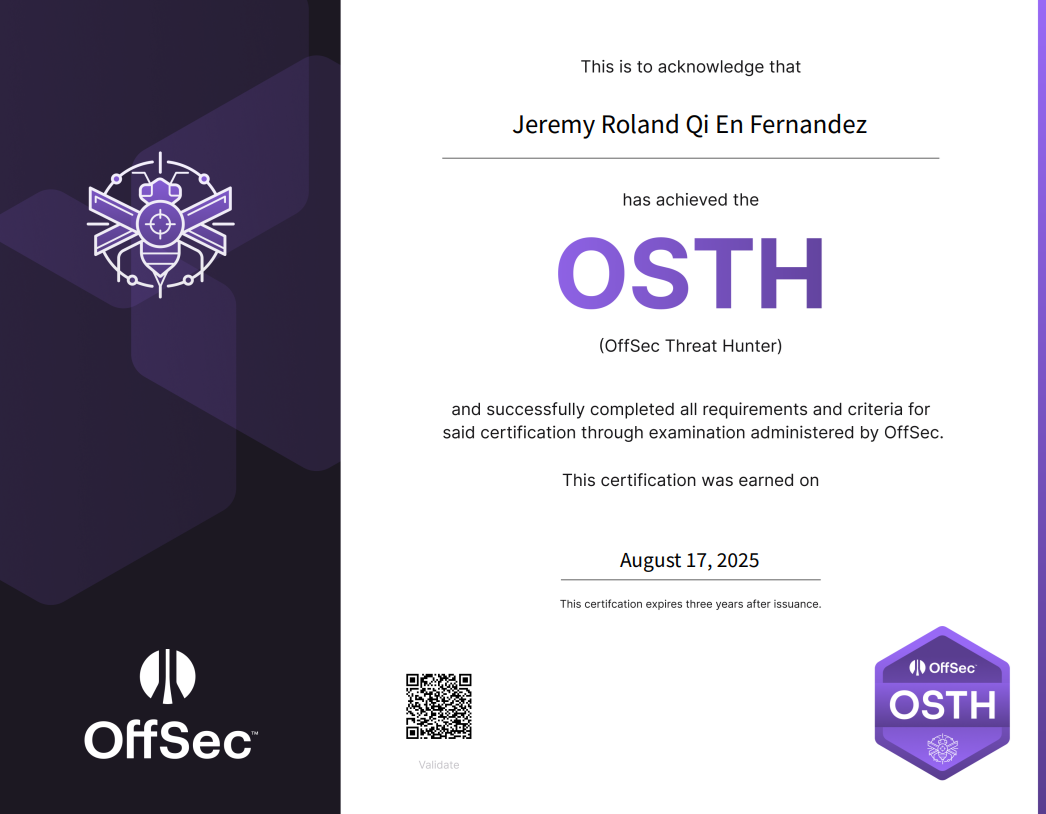 This is to acknowledge that
Jeremy Roland Qi En Fernandez
has achieved the
OSTH
(OffSec Threat Hunter)
and successfully completed all requirements and criteria for
said certification through examination administered by OffSec.
This certification was earned on
August 17, 2025
This certifcation expires three years after issuance.
OffSec™
Validate
OffSec
OSTH